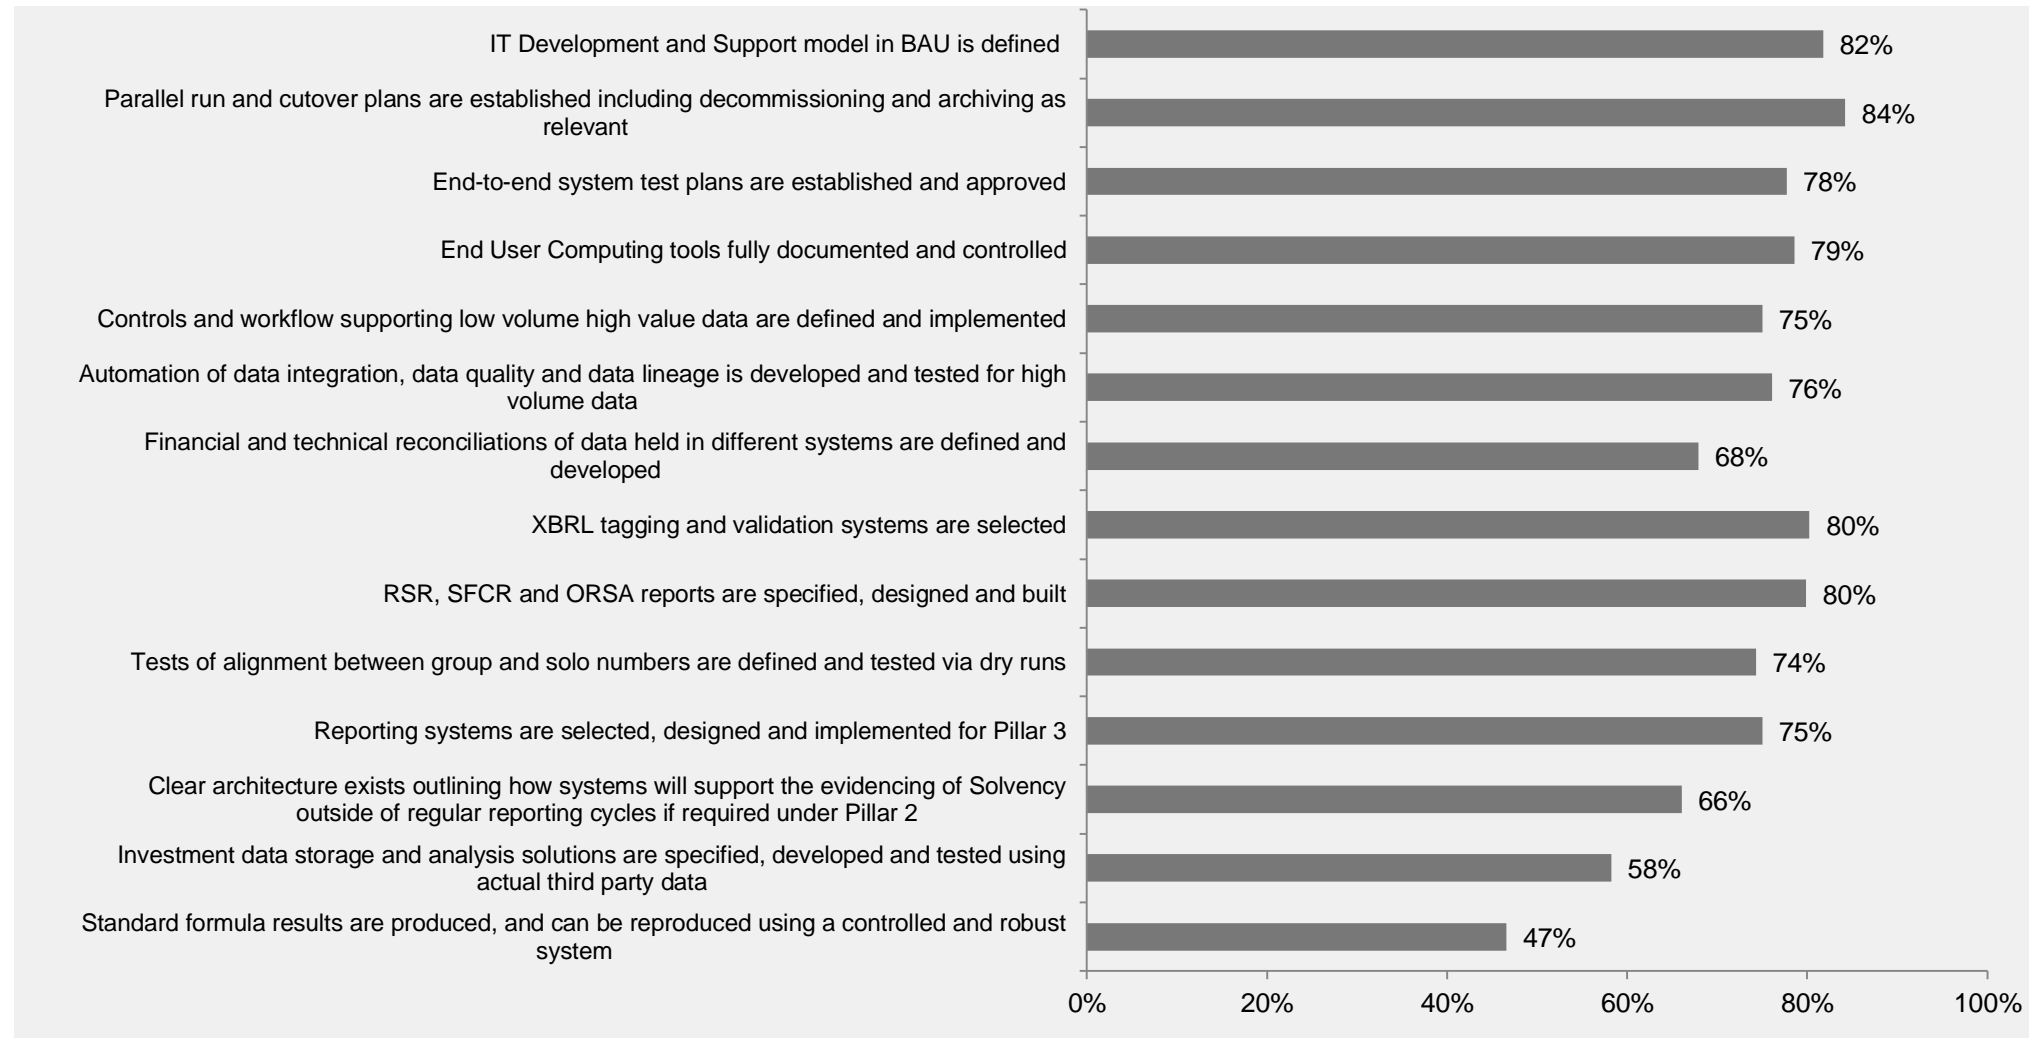 IT Development and Support model in BAU is defined
82%
Parallel run and cutover plans are established including decommissioning and archiving as
relevant
84%
End-to-end system test plans are established and approved
78%
End User Computing tools fully documented and controlled
79%
Controls and workflow supporting low volume high value data are defined and implemented
75%
Automation of data integration, data quality and data lineage is developed and tested for high
volume data
76%
Financial and technical reconciliations of data held in different systems are defined and
developed
68%
XBRL tagging and validation systems are selected
80%
RSR, SFCR and ORSA reports are specified, designed and built
80%
Tests of alignment between group and solo numbers are defined and tested via dry runs
74%
Reporting systems are selected, designed and implemented for Pillar 3
75%
Clear architecture exists outlining how systems will support the evidencing of Solvency
outside of regular reporting cycles if required under Pillar 2
66%
Investment data storage and analysis solutions are specified, developed and tested using
actual third party data
58%
Standard formula results are produced, and can be reproduced using a controlled and robust
system
47%
0% 20% 40% 60% 80% 100%